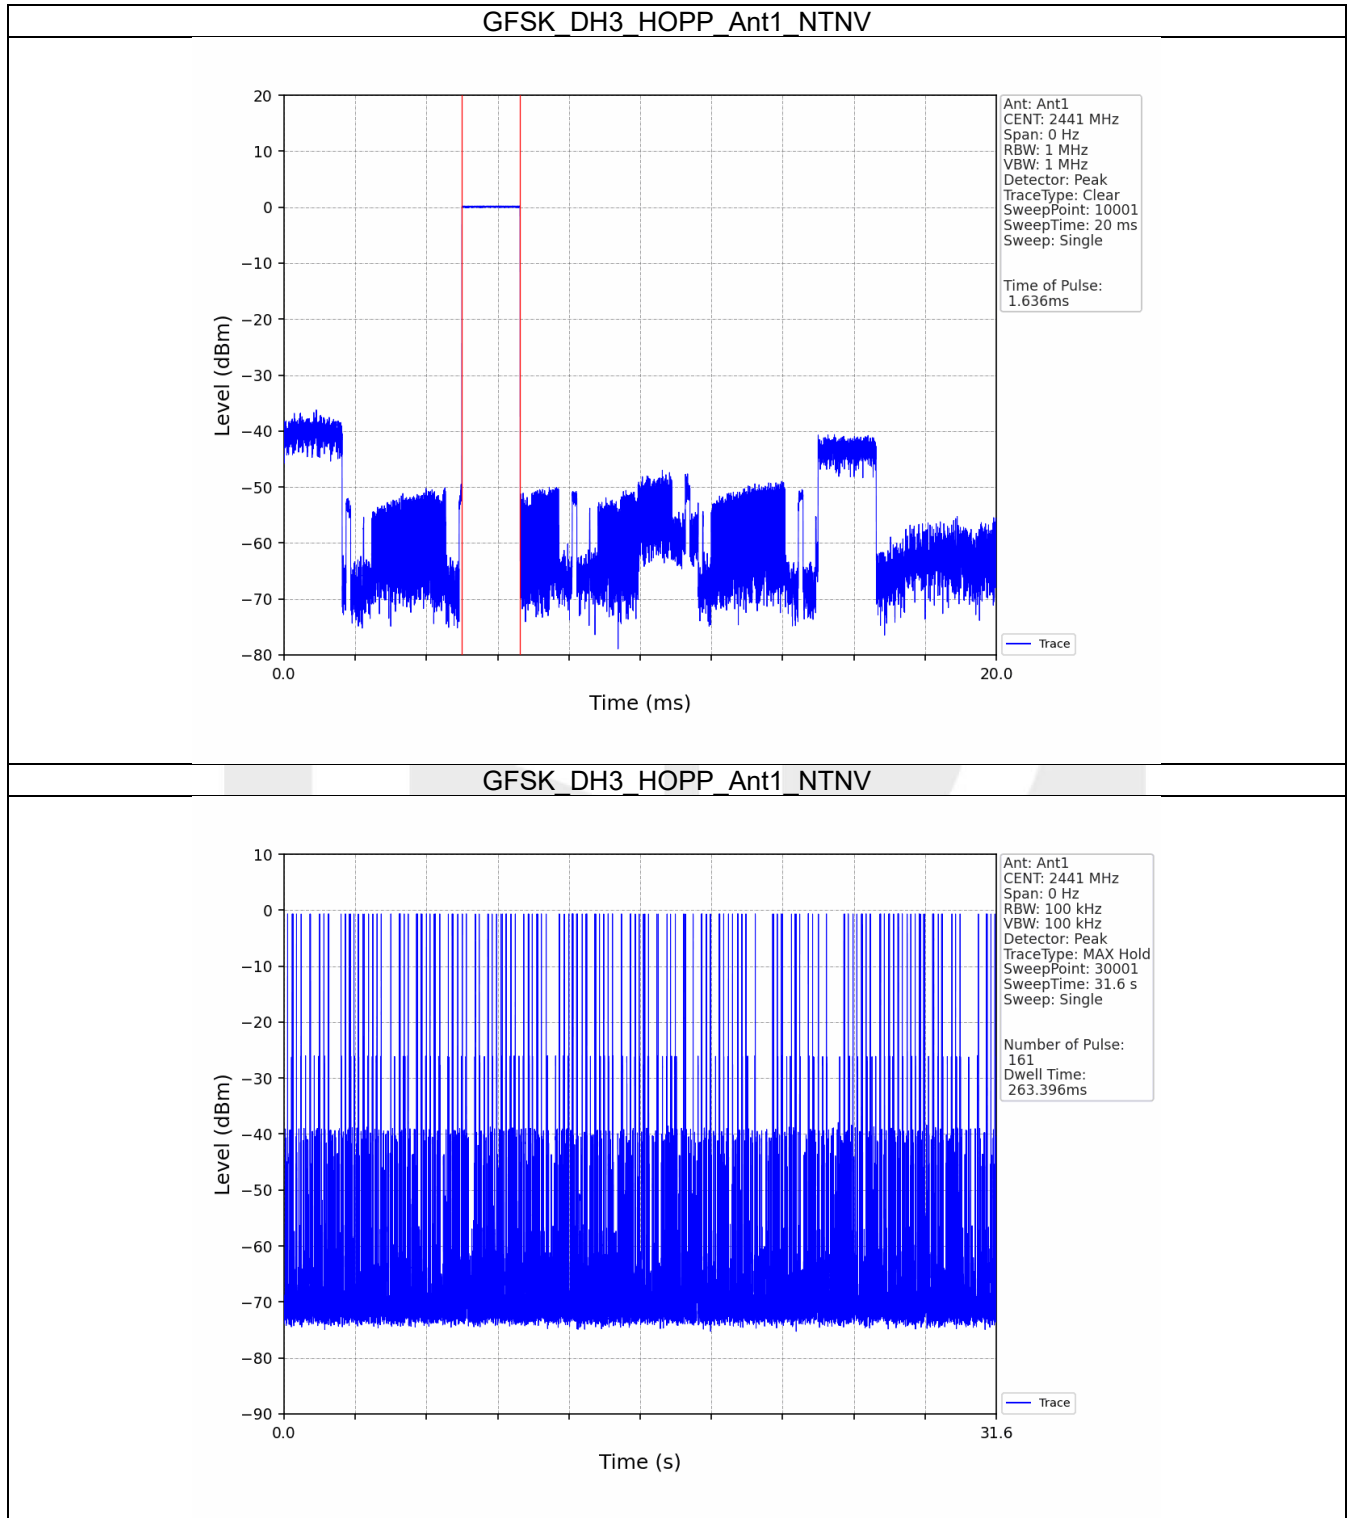 GFSK_DH3_HOPP_Ant1_NTNV
20
10
0
−10
−20
−30
−40
−50
−60
−70
−80
Level (dBm)
0.0
20.0
Time (ms)
Ant: Ant1
CENT: 2441 MHz
Span: 0 Hz
RBW: 1 MHz
VBW: 1 MHz
Detector: Peak
TraceType: Clear
SweepPoint: 10001
SweepTime: 20 ms
Sweep: Single
Time of Pulse:
1.636ms
Trace
GFSK_DH3_HOPP_Ant1_NTNV
10
0
−10
−20
−30
−40
−50
−60
−70
−80
−90
Level (dBm)
0.0
31.6
Time (s)
Ant: Ant1
CENT: 2441 MHz
Span: 0 Hz
RBW: 100 kHz
VBW: 100 kHz
Detector: Peak
TraceType: MAX Hold
SweepPoint: 30001
SweepTime: 31.6 s
Sweep: Single
Number of Pulse:
161
Dwell Time:
263.396ms
Trace